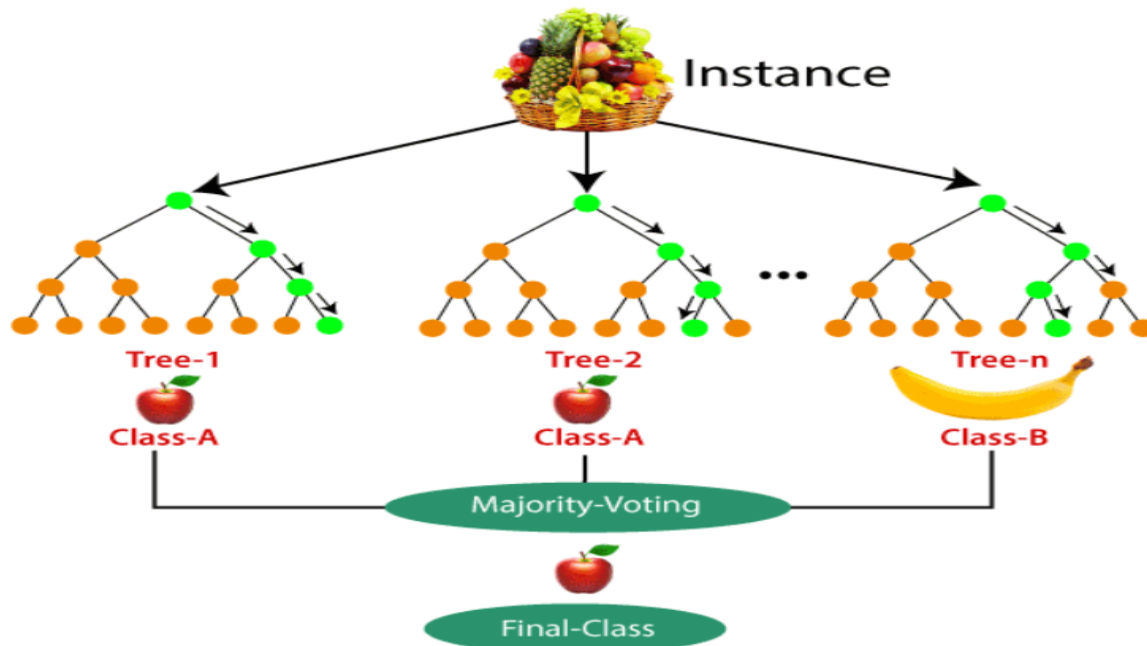 Instance
...
Tree-1
Tree-2
Tree-n
Class-A
Class-A
Class-B
Majority-Voting
Final-Class